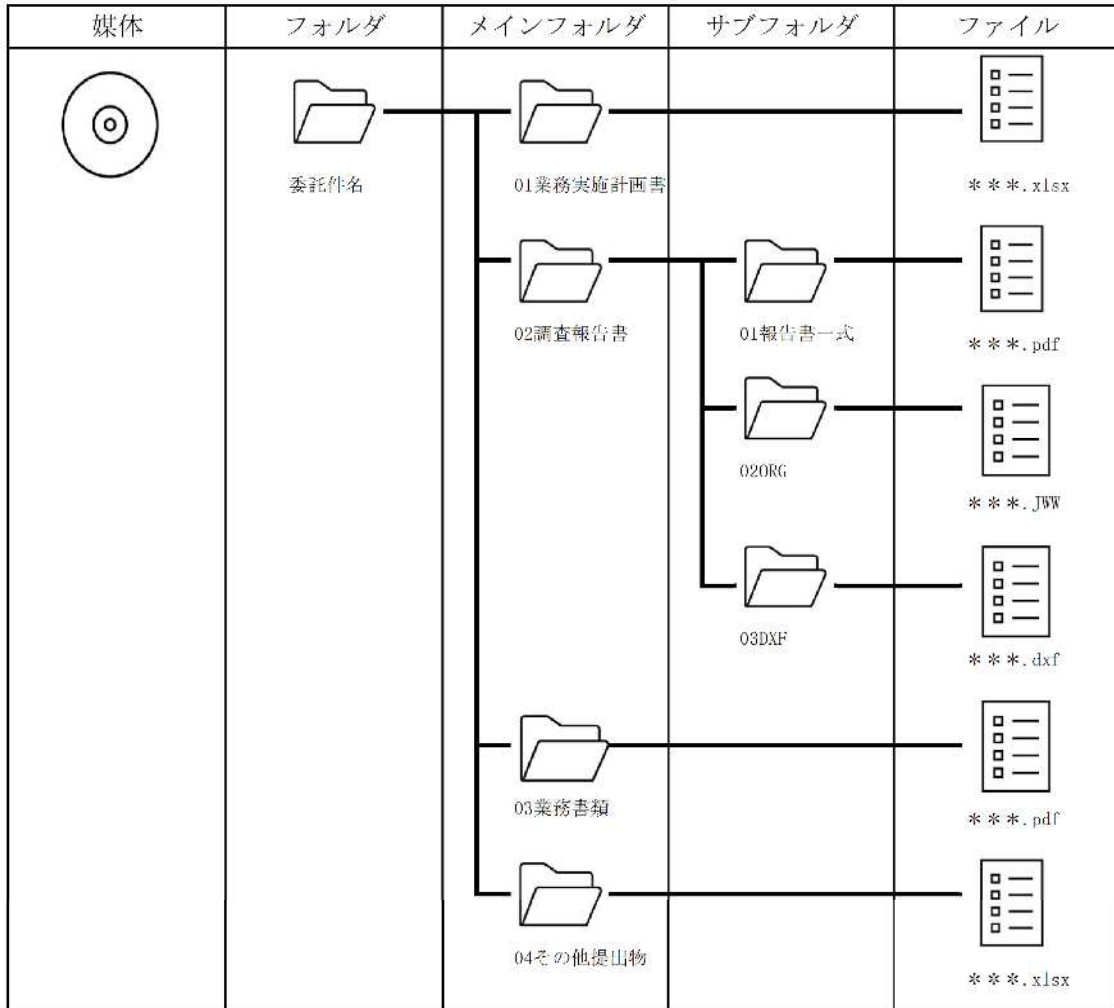 媒体 フォルダ メインフォルダ サブフォルダ ファイル
委託件名 01業務実施計画書 ***.xlsx
02調査報告書 01報告書一式 ***.pdf
02ORG ***.JWW
03DXF ***.dxf
03業務書類 ***.pdf
04その他提出物 ***.xlsx